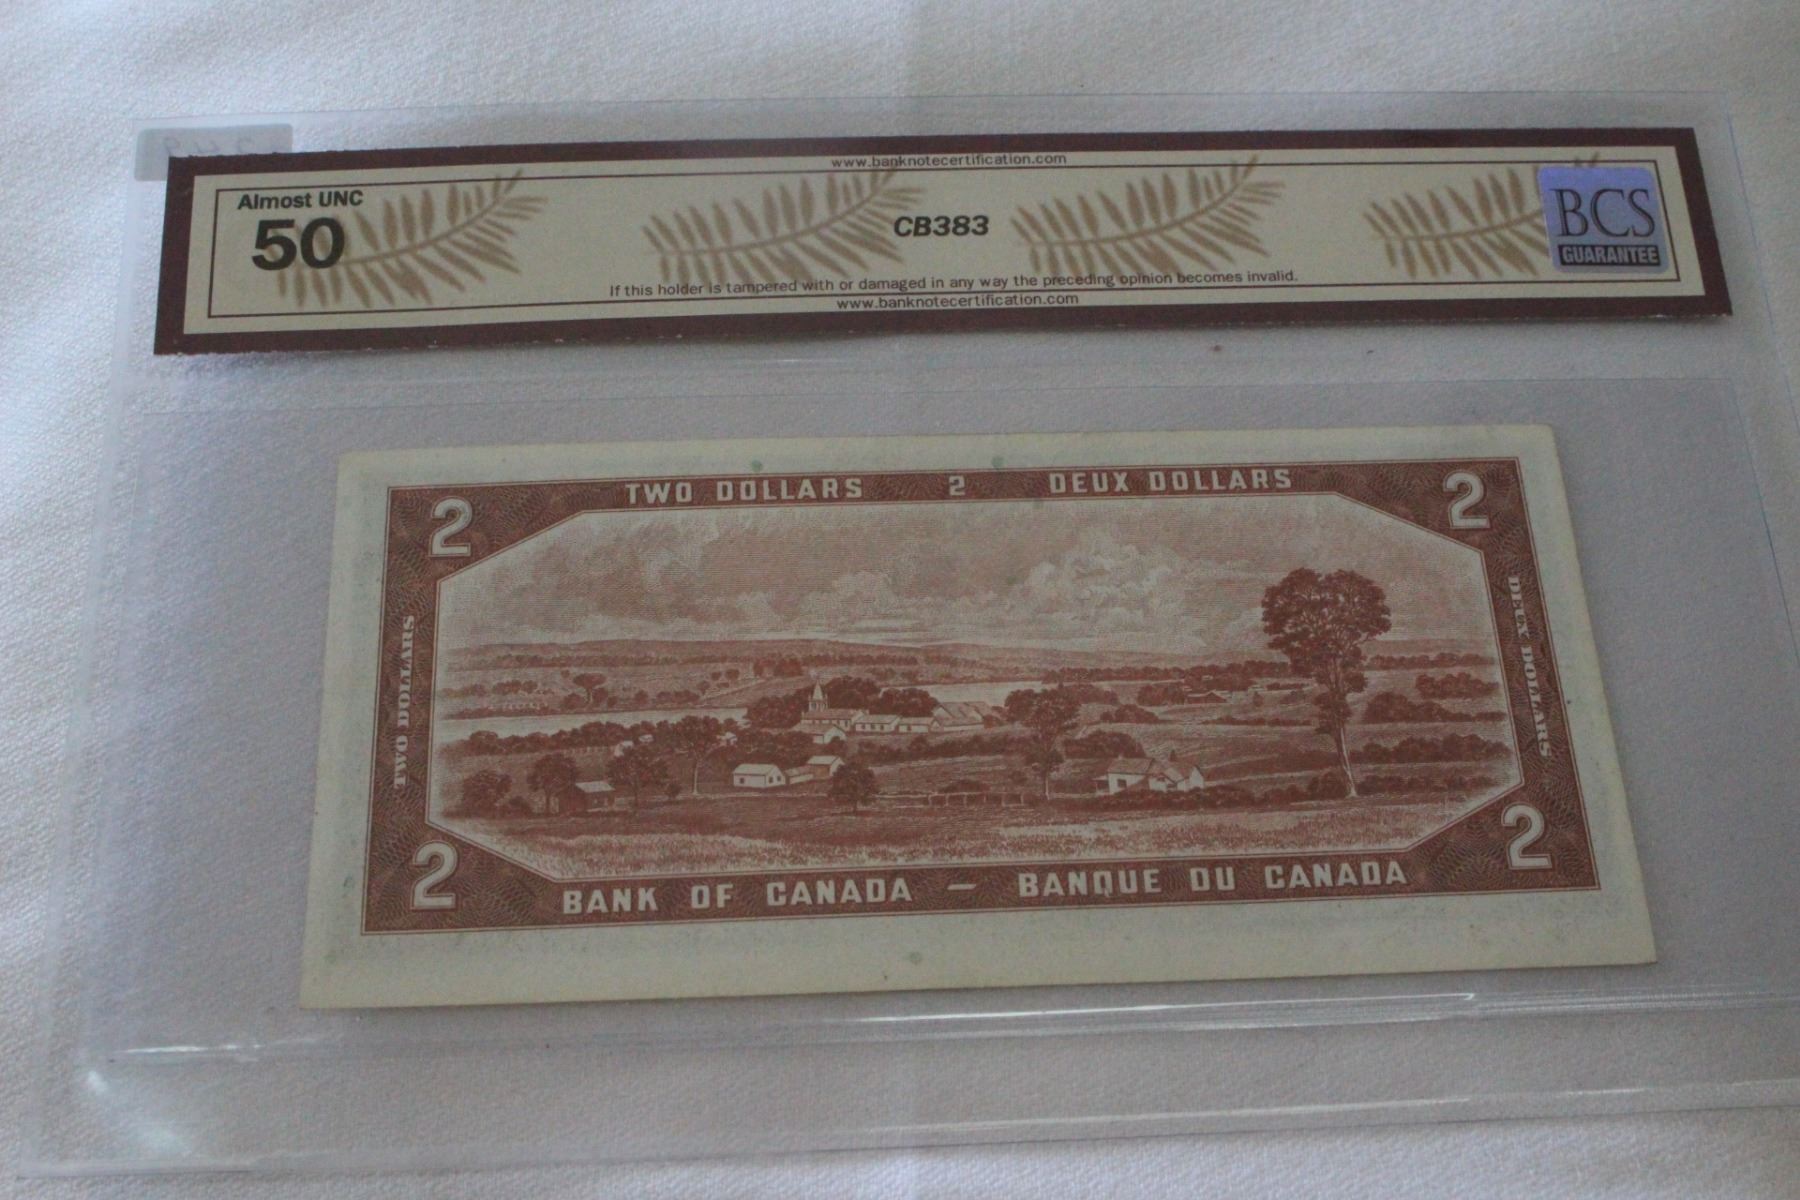 www.banknotecertification.com
Almost UNC
50
CB383
BCS
GUARANTEE
If this holder is tampered with or damaged in any way the preceding opinion becomes invalid.
www.banknotecertification.com
TWO DOLLARS 2 DEUX DOLLARS
2
2
TWO DOLLARS
DEUX DOLLARS
2
2
BANK OF CANADA — BANQUE DU CANADA